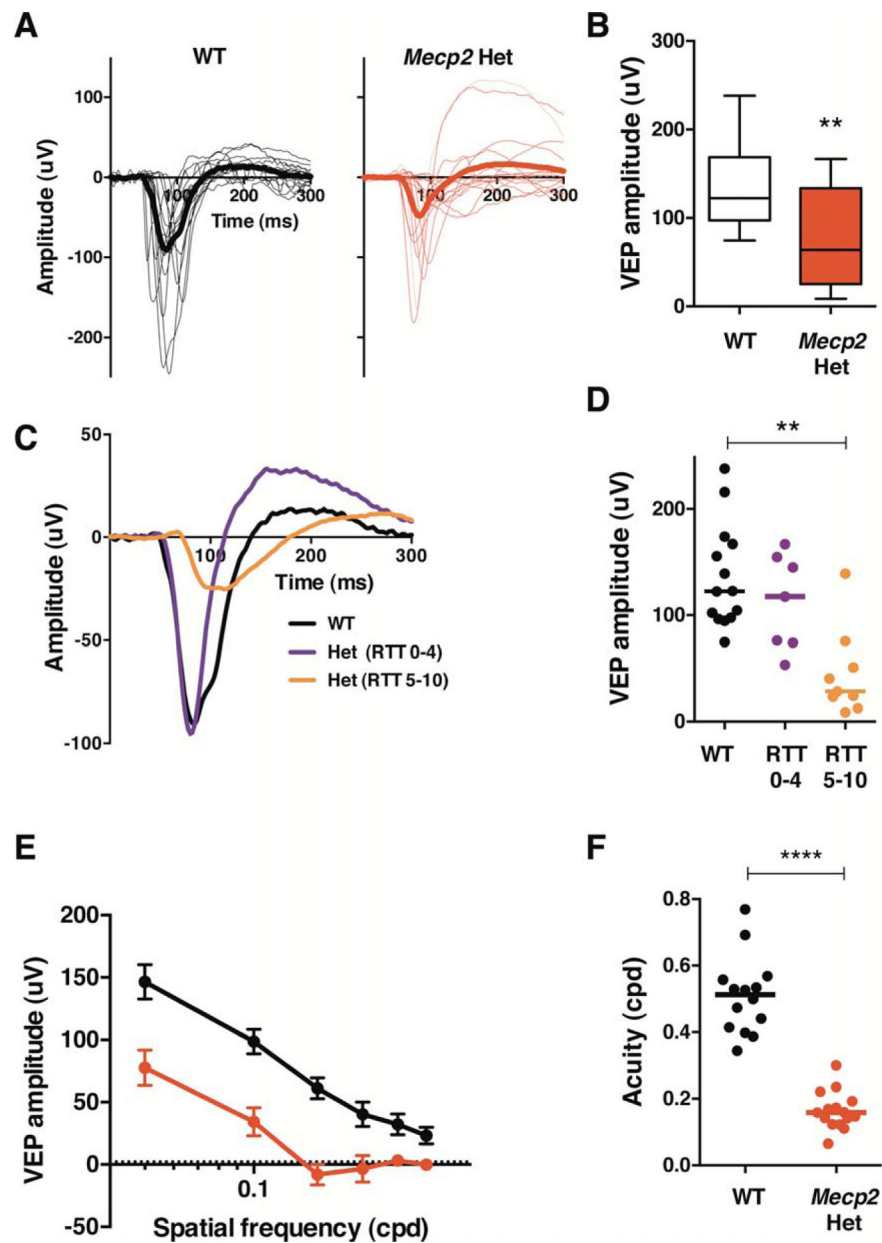 A
WT
Mecp2 Het
Amplitude (uV)
100
0
-100
-200
100 200 300
Time (ms)
100 200 300
B
**
VEP amplitude (uV)
300
200
100
0
WT
Mecp2
Het
C
Amplitude (uV)
50
0
-50
-100
100 200 300
Time (ms)
WT
Het (RTT 0-4)
Het (RTT 5-10)
D
**
VEP amplitude (uV)
200
100
0
WT
RTT
0-4
RTT
5-10
E
VEP amplitude (uV)
200
150
100
50
0
-50
0.1
Spatial frequency (cpd)
F
****
Acuity (cpd)
0.8
0.6
0.4
0.2
0.0
WT
Mecp2
Het